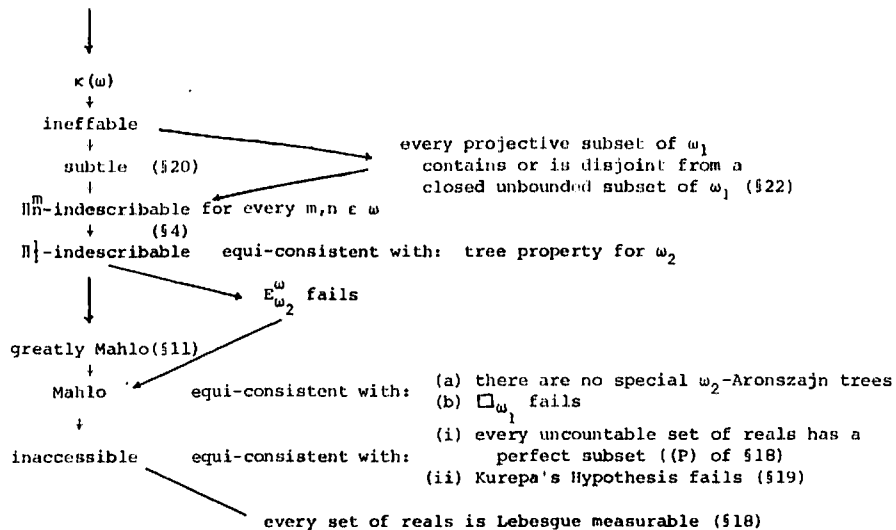 κ(ω)
ineffable
subtle (§20)
every projective subset of ω₁
contains or is disjoint from a
closed unbounded subset of ω₁ (§22)
Πᵐₙ-indescribable for every m,n ε ω
(§4)
Π¹₁-indescribable equi-consistent with: tree property for ω₂
E^ω_ω₂ fails
greatly Mahlo(§11)
Mahlo equi-consistent with: (a) there are no special ω₂-Aronszajn trees
(b) □_ω₁ fails
inaccessible equi-consistent with: (i) every uncountable set of reals has a
perfect subset ((P) of §18)
(ii) Kurepa's Hypothesis fails (§19)
every set of reals is Lebesgue measurable (§18)